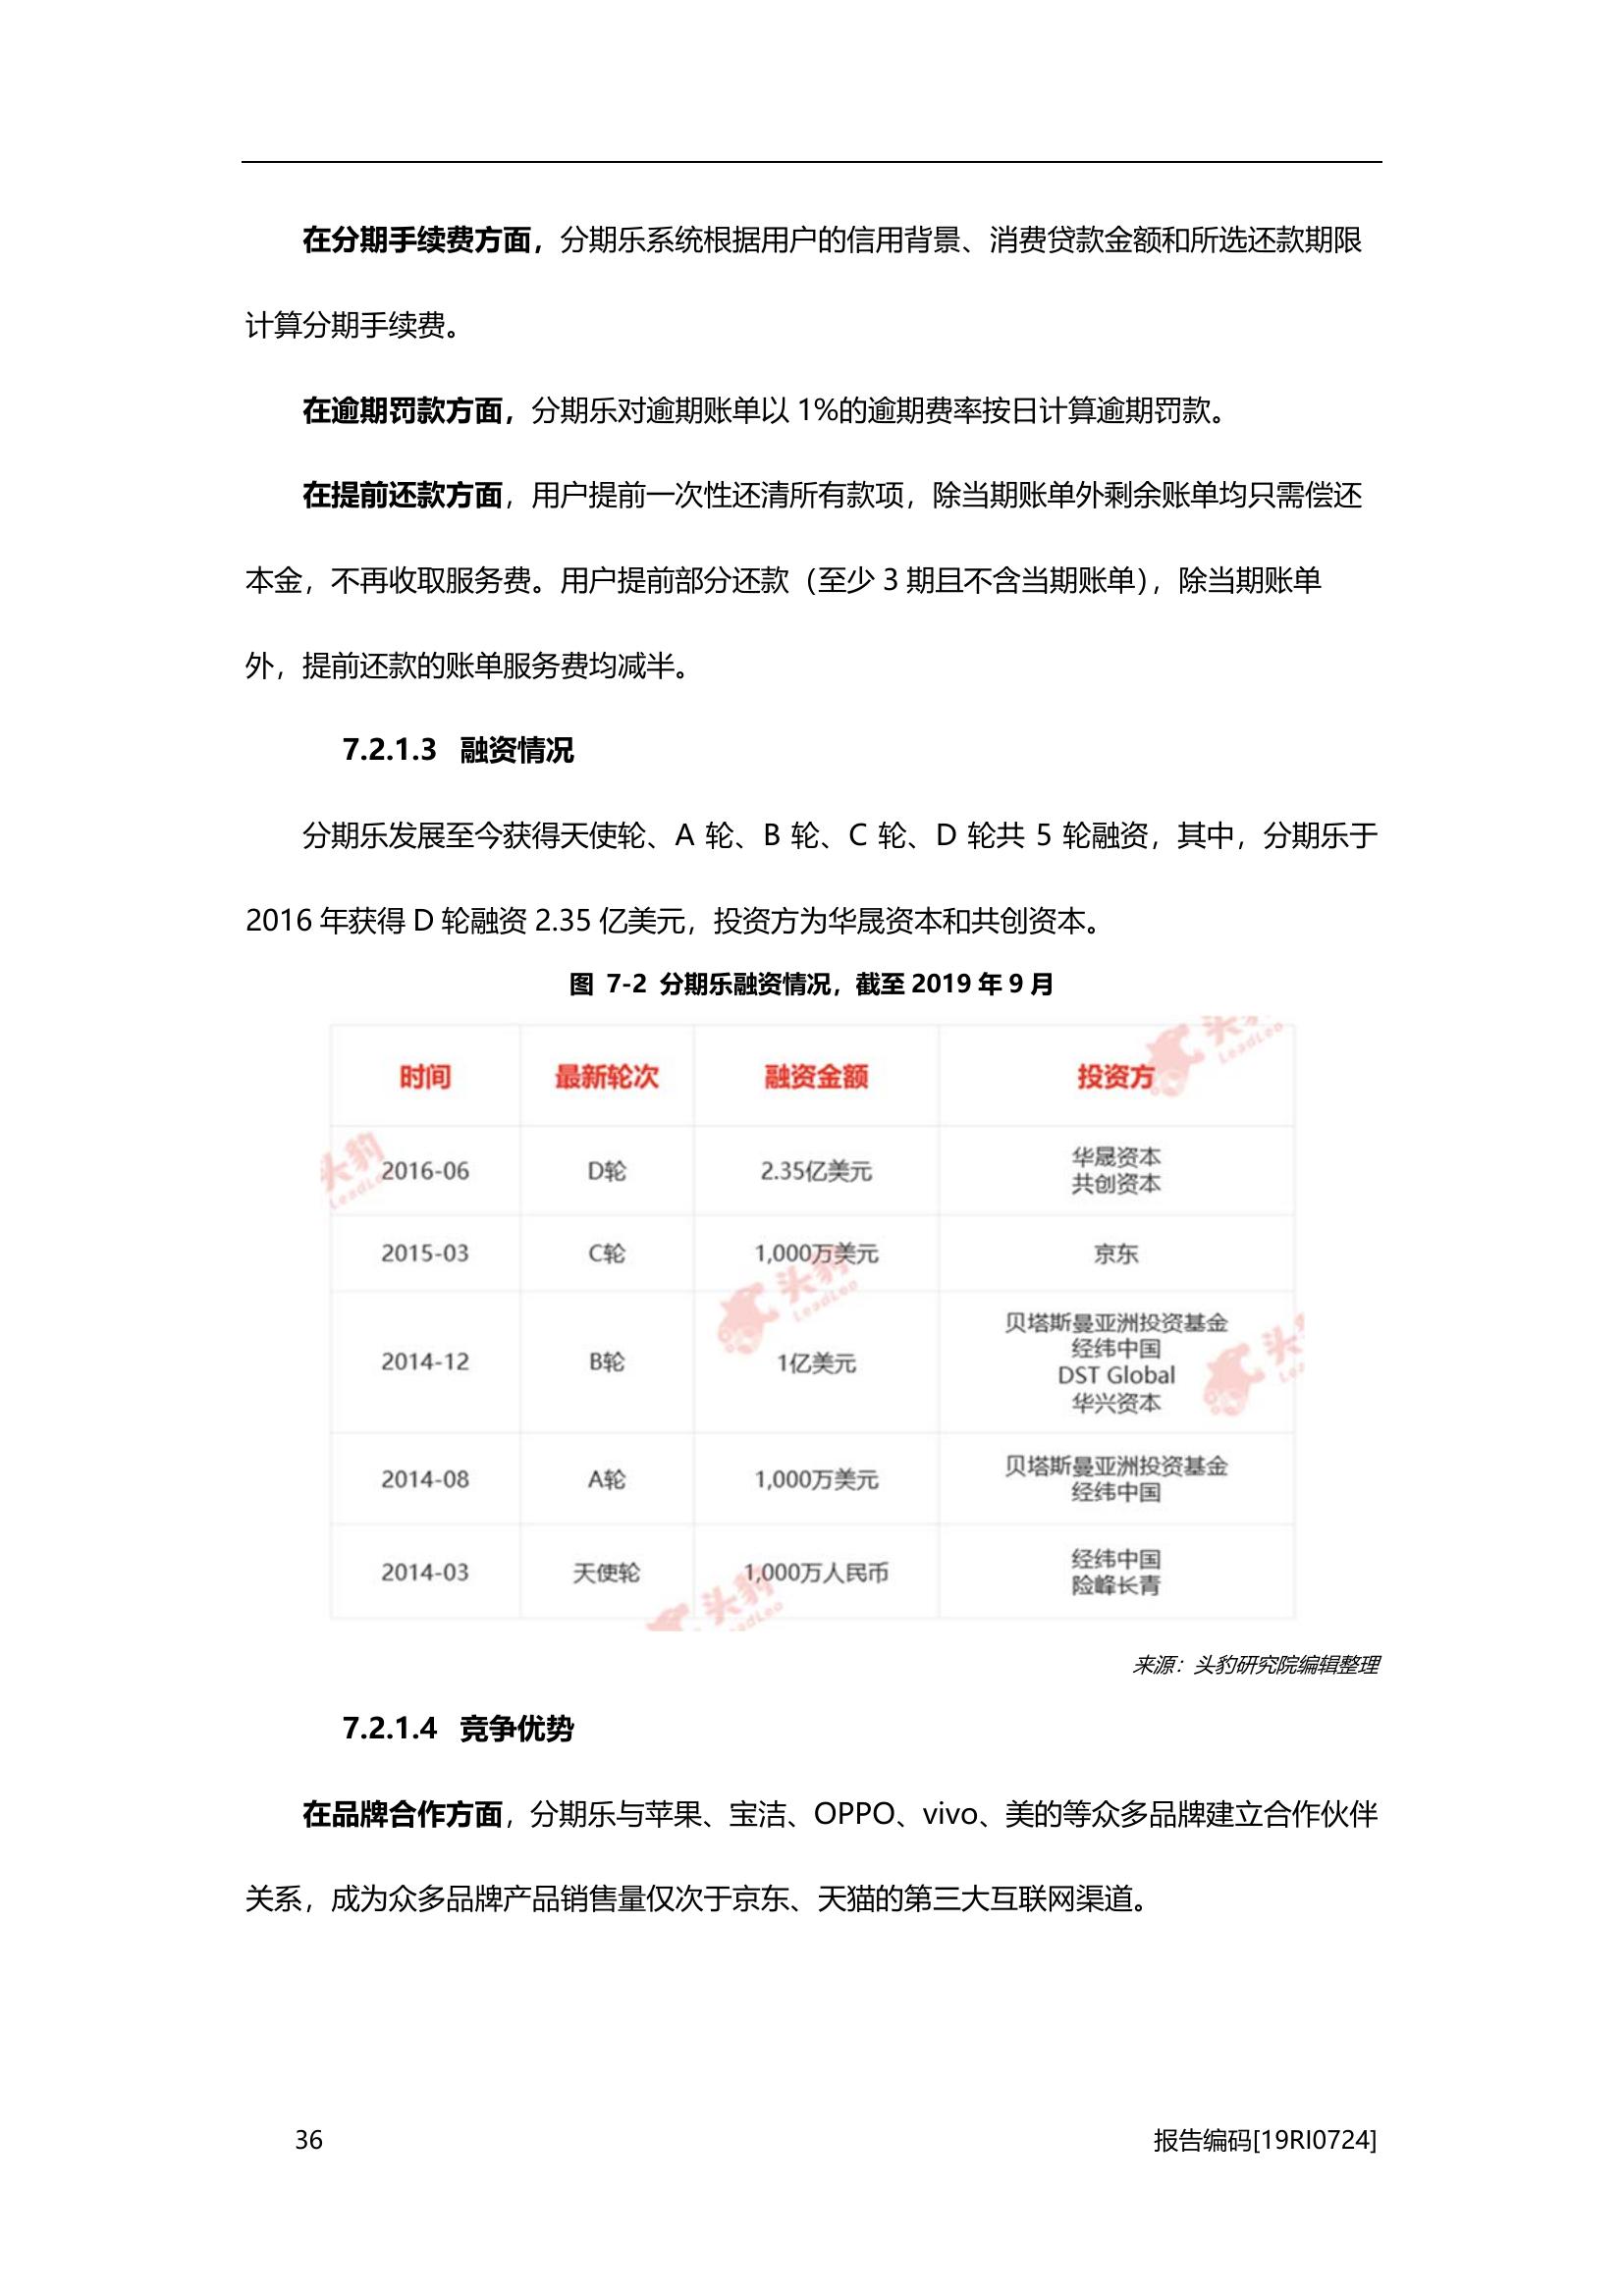 在分期手续费方面，分期乐系统根据用户的信用背景、消费贷款金额和所选还款期限
计算分期手续费。
在逾期罚款方面，分期乐对逾期账单以 1%的逾期费率按日计算逾期罚款。
在提前还款方面，用户提前一次性还清所有款项，除当期账单外剩余账单均只需偿还
本金，不再收取服务费。用户提前部分还款（至少 3 期且不含当期账单），除当期账单
外，提前还款的账单服务费均减半。
7.2.1.3 融资情况
分期乐发展至今获得天使轮、A 轮、B 轮、C 轮、D 轮共 5 轮融资，其中，分期乐于
2016 年获得 D 轮融资 2.35 亿美元，投资方为华晟资本和共创资本。
图 7-2 分期乐融资情况，截至 2019 年 9 月
时间 最新轮次 融资金额 投资方
2016-06 D轮 2.35亿美元 华晟资本
共创资本
2015-03 C轮 1,000万美元 京东
2014-12 B轮 1亿美元 贝塔斯曼亚洲投资基金
经纬中国
DST Global
华兴资本
2014-08 A轮 1,000万美元 贝塔斯曼亚洲投资基金
经纬中国
2014-03 天使轮 1,000万人民币 经纬中国
险峰长青
头豹
LeadLeo
来源：头豹研究院编辑整理
7.2.1.4 竞争优势
在品牌合作方面，分期乐与苹果、宝洁、OPPO、vivo、美的等众多品牌建立合作伙伴
关系，成为众多品牌产品销售量仅次于京东、天猫的第三大互联网渠道。
36 报告编码[19RI0724]